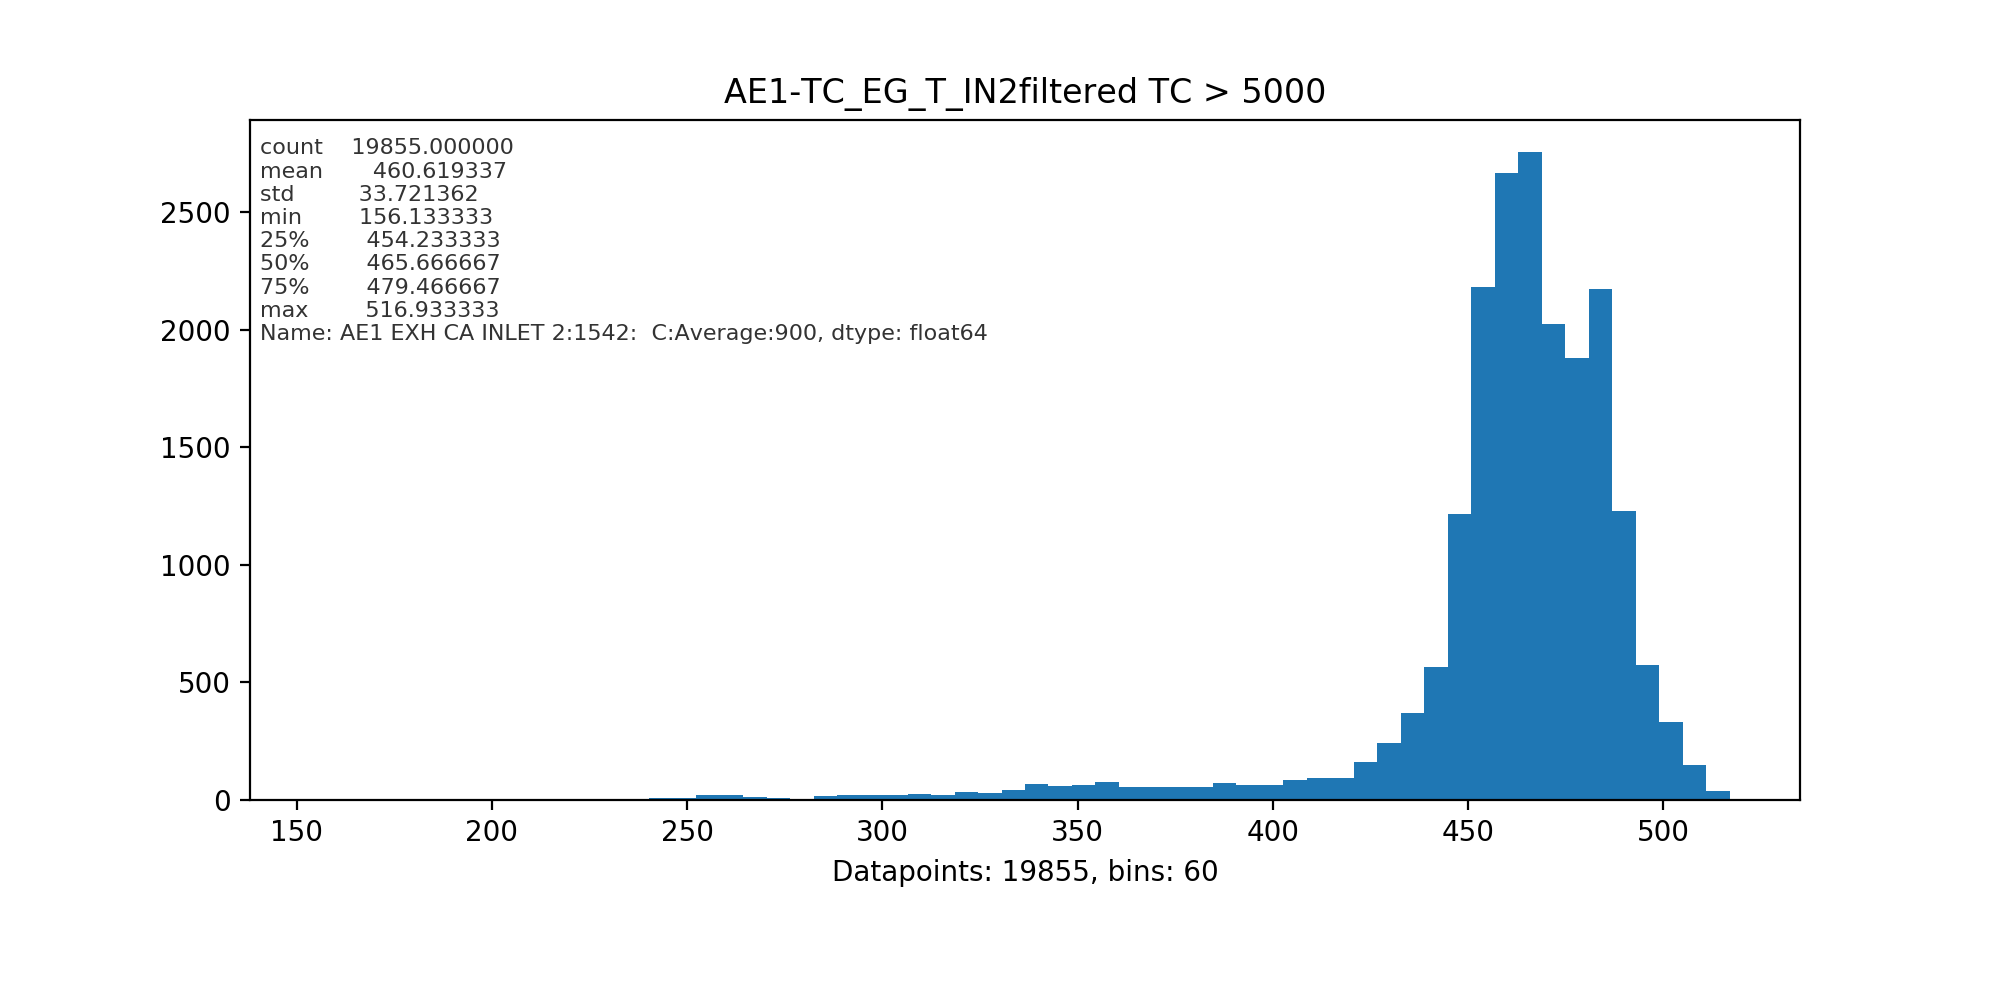 AE1-TC_EG_T_IN2filtered TC > 5000
count 19855.000000
mean 460.619337
std 33.721362
min 156.133333
25% 454.233333
50% 465.666667
75% 479.466667
max 516.933333
Name: AE1 EXH CA INLET 2:1542:  C:Average:900, dtype: float64
2500
2000
1500
1000
500
0
150 200 250 300 350 400 450 500
Datapoints: 19855, bins: 60